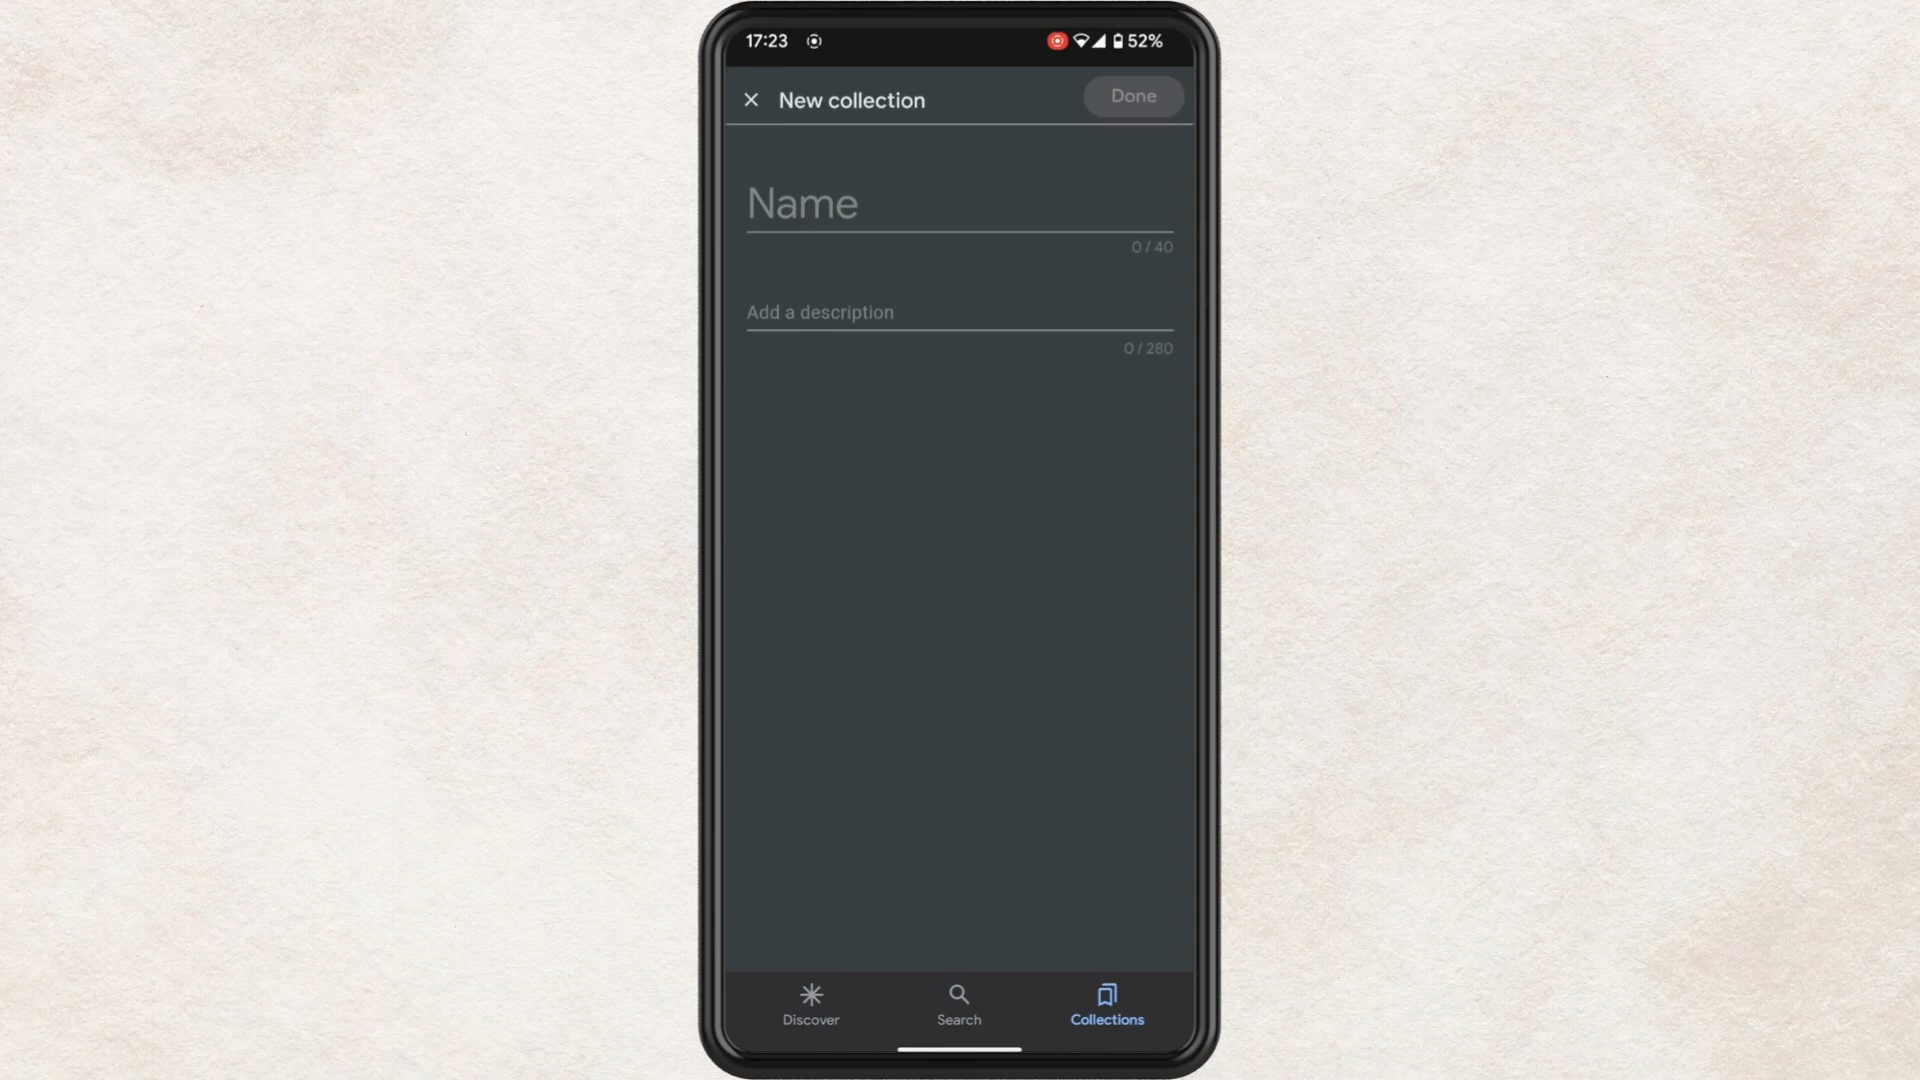 17:23 52%
New collection Done
Name
0 / 40
Add a description
0 / 280
Discover Search Collections